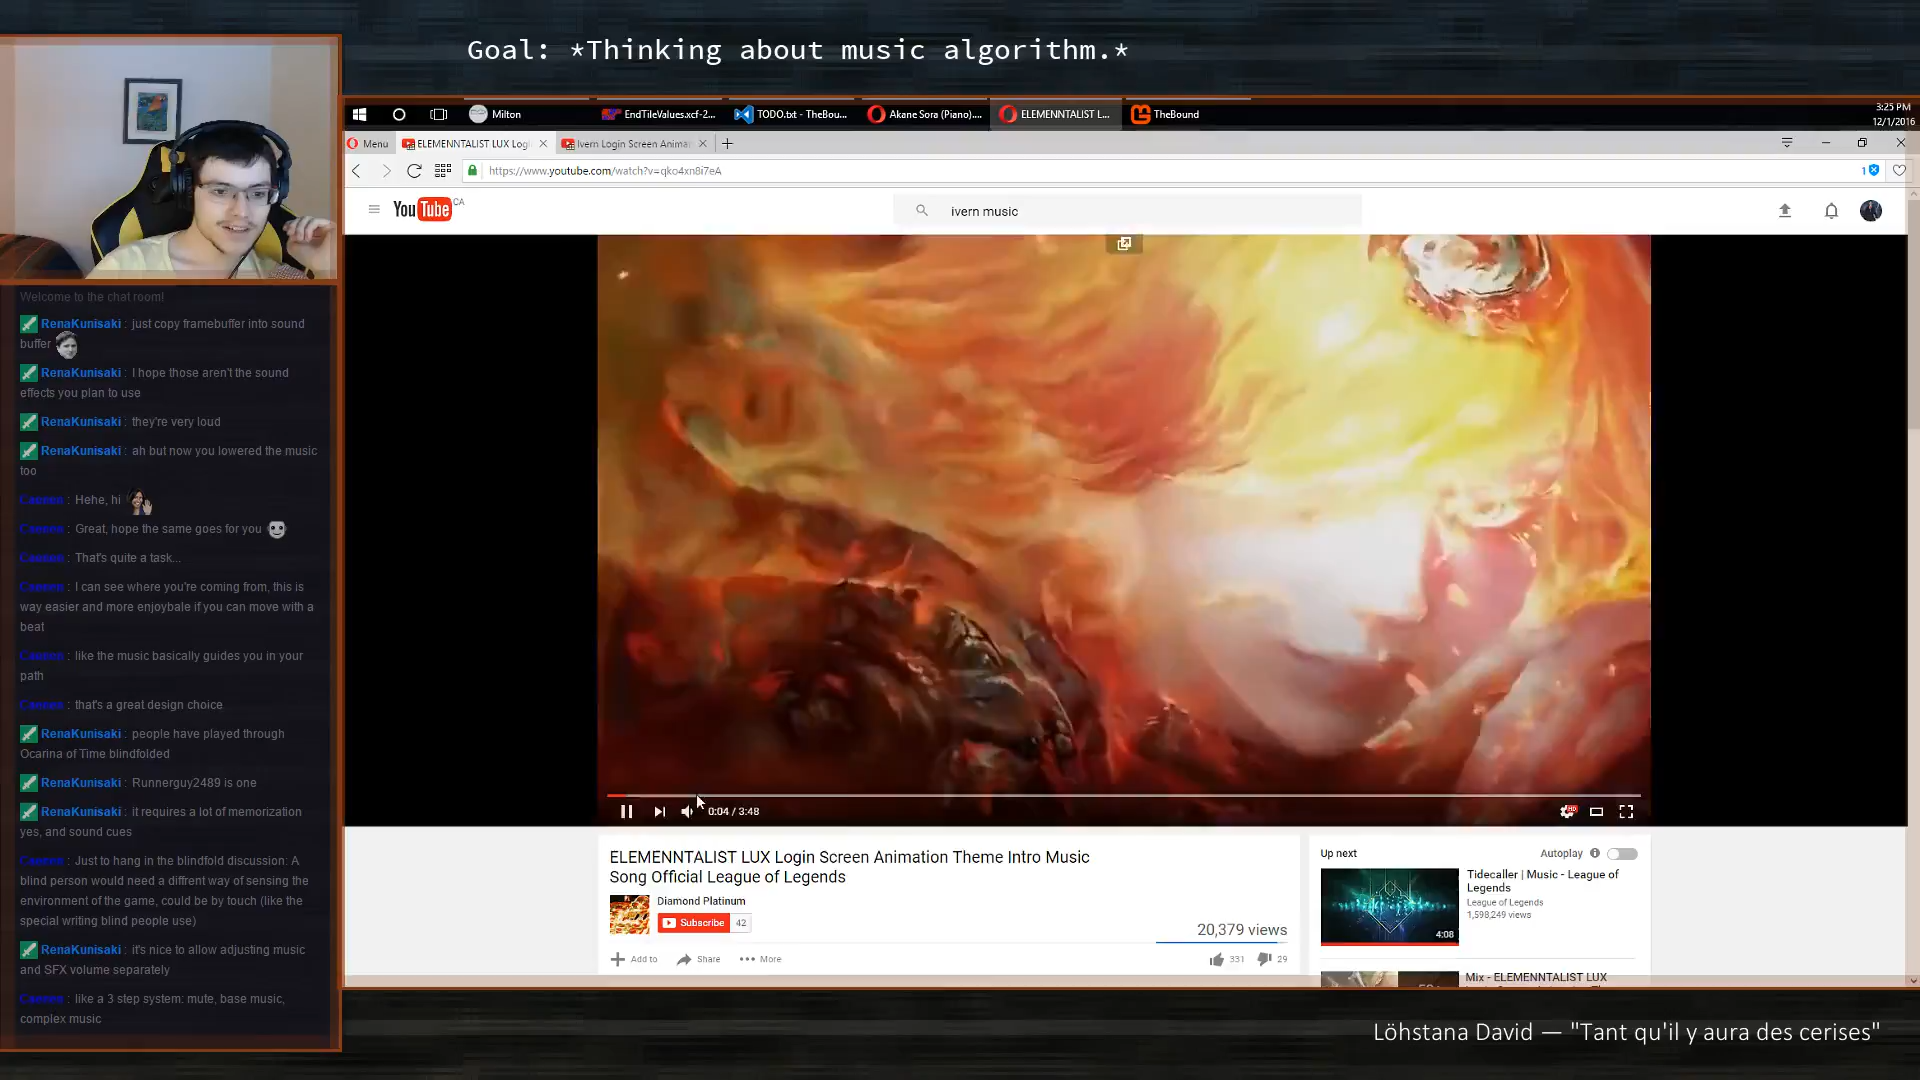 Goal: *Thinking about music algorithm.*
Milton
EndTileValues.xcf-2...
TODO.txt - TheBou...
Akane Sora (Piano)....
ELEMENNTALIST L...
TheBound
3:25 PM
12/1/2016
Menu
ELEMENNTALIST LUX Logi
Ivern Login Screen Animat
https://www.youtube.com/watch?v=qko4xn8i7eA
1
YouTube CA
ivern music
Welcome to the chat room!
RenaKunisaki : just copy framebuffer into sound
buffer
RenaKunisaki : I hope those aren't the sound
effects you plan to use
RenaKunisaki : they're very loud
RenaKunisaki : ah but now you lowered the music
too
: Hehe, hi
: Great, hope the same goes for you
: That's quite a task...
: I can see where you're coming from, this is
way easier and more enjoybale if you can move with a
beat
: like the music basically guides you in your
path
: that's a great design choice
RenaKunisaki : people have played through
Ocarina of Time blindfolded
RenaKunisaki : Runnerguy2489 is one
RenaKunisaki : it requires a lot of memorization
yes, and sound cues
: Just to hang in the blindfold discussion: A
blind person would need a diffrent way of sensing the
environment of the game, could be by touch (like the
special writing blind people use)
RenaKunisaki : it's nice to allow adjusting music
and SFX volume separately
: like a 3 step system: mute, base music,
complex music
0:04 / 3:48
HD
ELEMENNTALIST LUX Login Screen Animation Theme Intro Music
Song Official League of Legends
Diamond Platinum
Subscribe 42
20,379 views
Add to
Share
More
331
29
Up next
Autoplay
Tidecaller | Music - League of
Legends
League of Legends
1,598,249 views
4:08
Mix - ELEMENNTALIST LUX
Löhstana David — "Tant qu'il y aura des cerises"